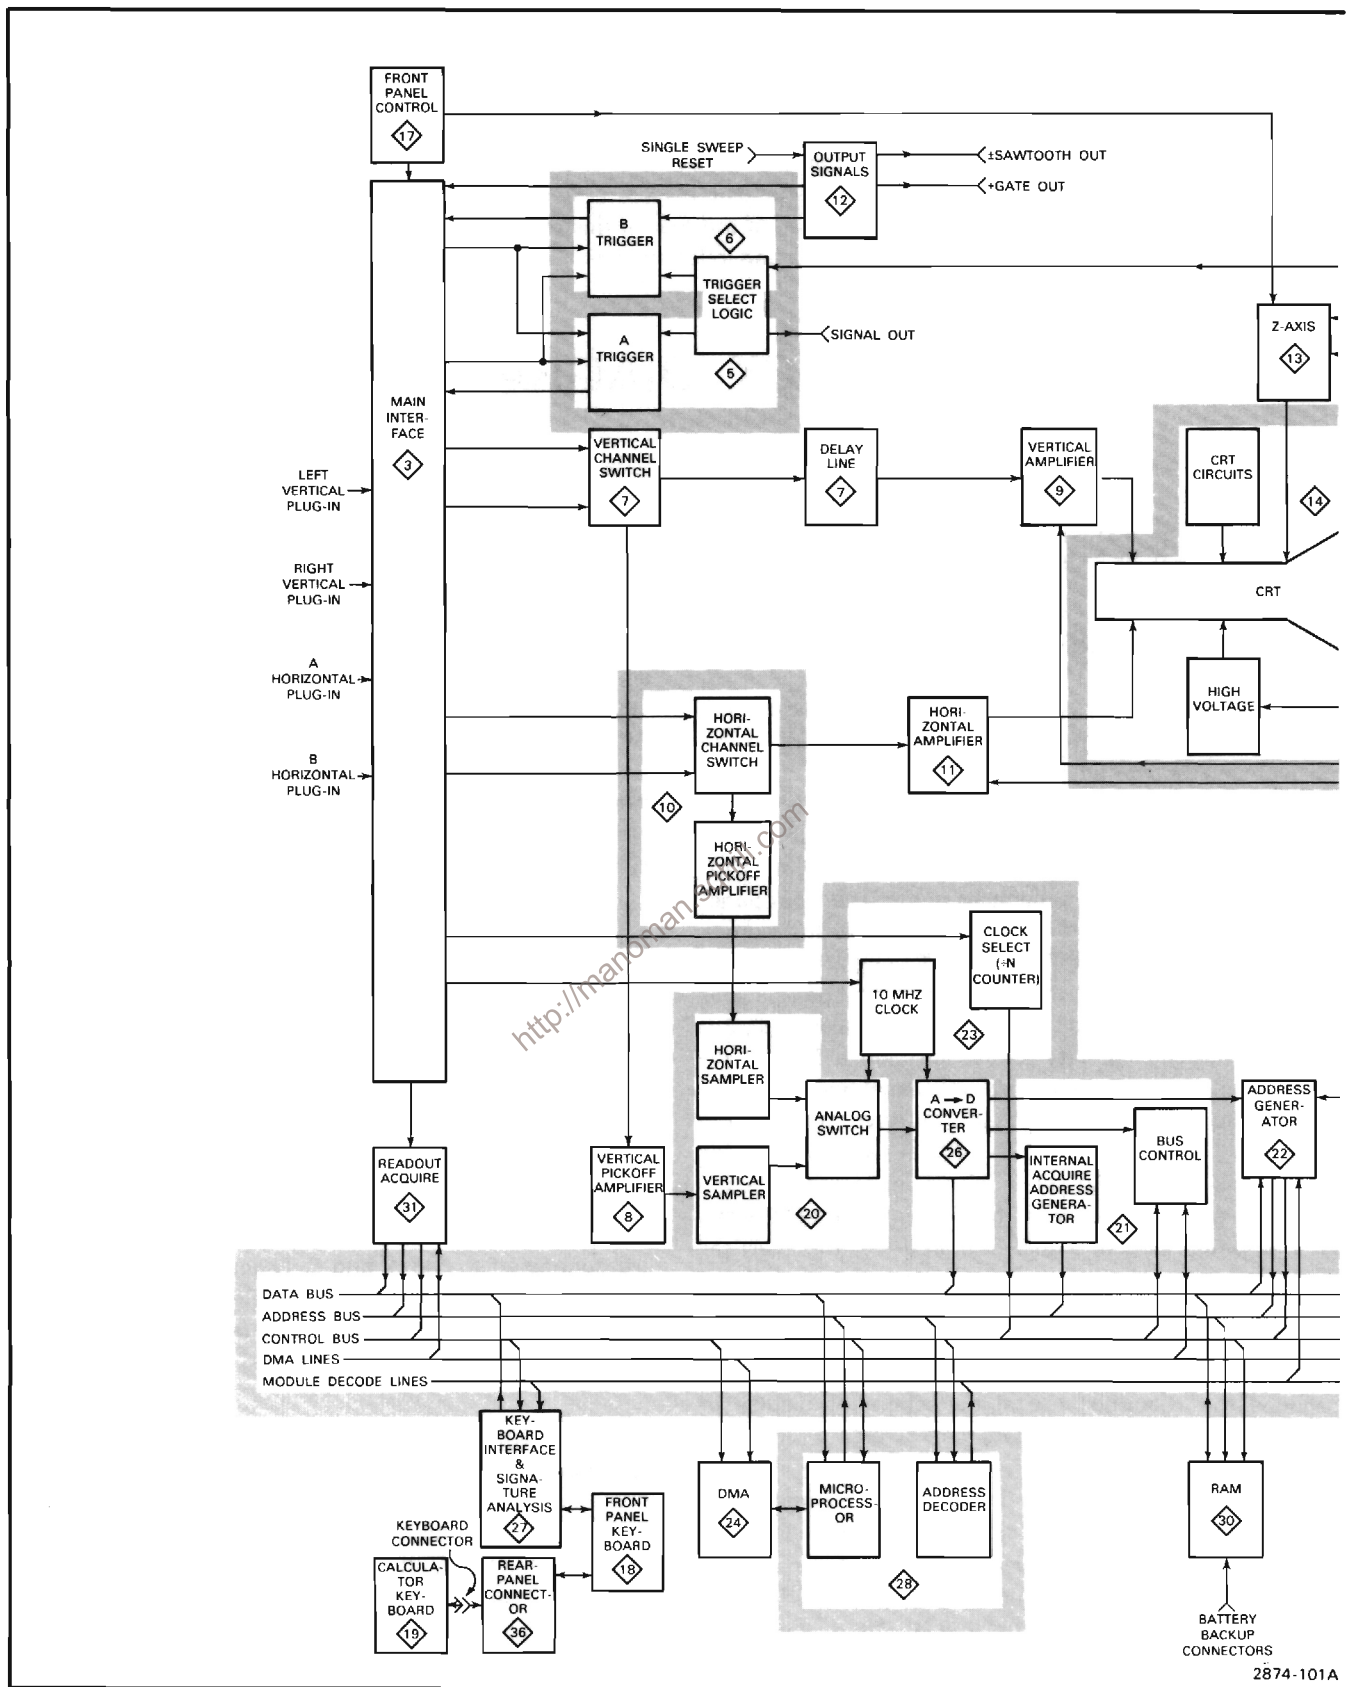 FRONT
PANEL
CONTROL
17
SINGLE SWEEP
RESET
OUTPUT
SIGNALS
12
±SAWTOOTH OUT
+GATE OUT
B
TRIGGER
6
TRIGGER
SELECT
LOGIC
A
TRIGGER
5
SIGNAL OUT
Z-AXIS
13
MAIN
INTER-
FACE
3
LEFT
VERTICAL
PLUG-IN
RIGHT
VERTICAL
PLUG-IN
A
HORIZONTAL
PLUG-IN
B
HORIZONTAL
PLUG-IN
VERTICAL
CHANNEL
SWITCH
7
DELAY
LINE
7
VERTICAL
AMPLIFIER
9
CRT
CIRCUITS
14
CRT
HIGH
VOLTAGE
HORI-
ZONTAL
CHANNEL
SWITCH
10
HORI-
ZONTAL
AMPLIFIER
11
HORI-
ZONTAL
PICKOFF
AMPLIFIER
http://manoman.sqhill.com
CLOCK
SELECT
(÷N
COUNTER)
10 MHZ
CLOCK
23
HORI-
ZONTAL
SAMPLER
ANALOG
SWITCH
A → D
CONVER-
TER
26
BUS
CONTROL
ADDRESS
GENER-
ATOR
22
READOUT
ACQUIRE
31
VERTICAL
PICKOFF
AMPLIFIER
8
VERTICAL
SAMPLER
20
INTERNAL
ACQUIRE
ADDRESS
GENERA-
TOR
21
DATA BUS
ADDRESS BUS
CONTROL BUS
DMA LINES
MODULE DECODE LINES
KEY-
BOARD
INTERFACE
&
SIGNA-
TURE
ANALYSIS
27
FRONT
PANEL
KEY-
BOARD
18
KEYBOARD
CONNECTOR
CALCULA-
TOR
KEY-
BOARD
19
REAR-
PANEL
CONNECT-
OR
36
DMA
24
MICRO-
PROCESS-
OR
ADDRESS
DECODER
28
RAM
30
BATTERY
BACKUP
CONNECTORS
2874-101A